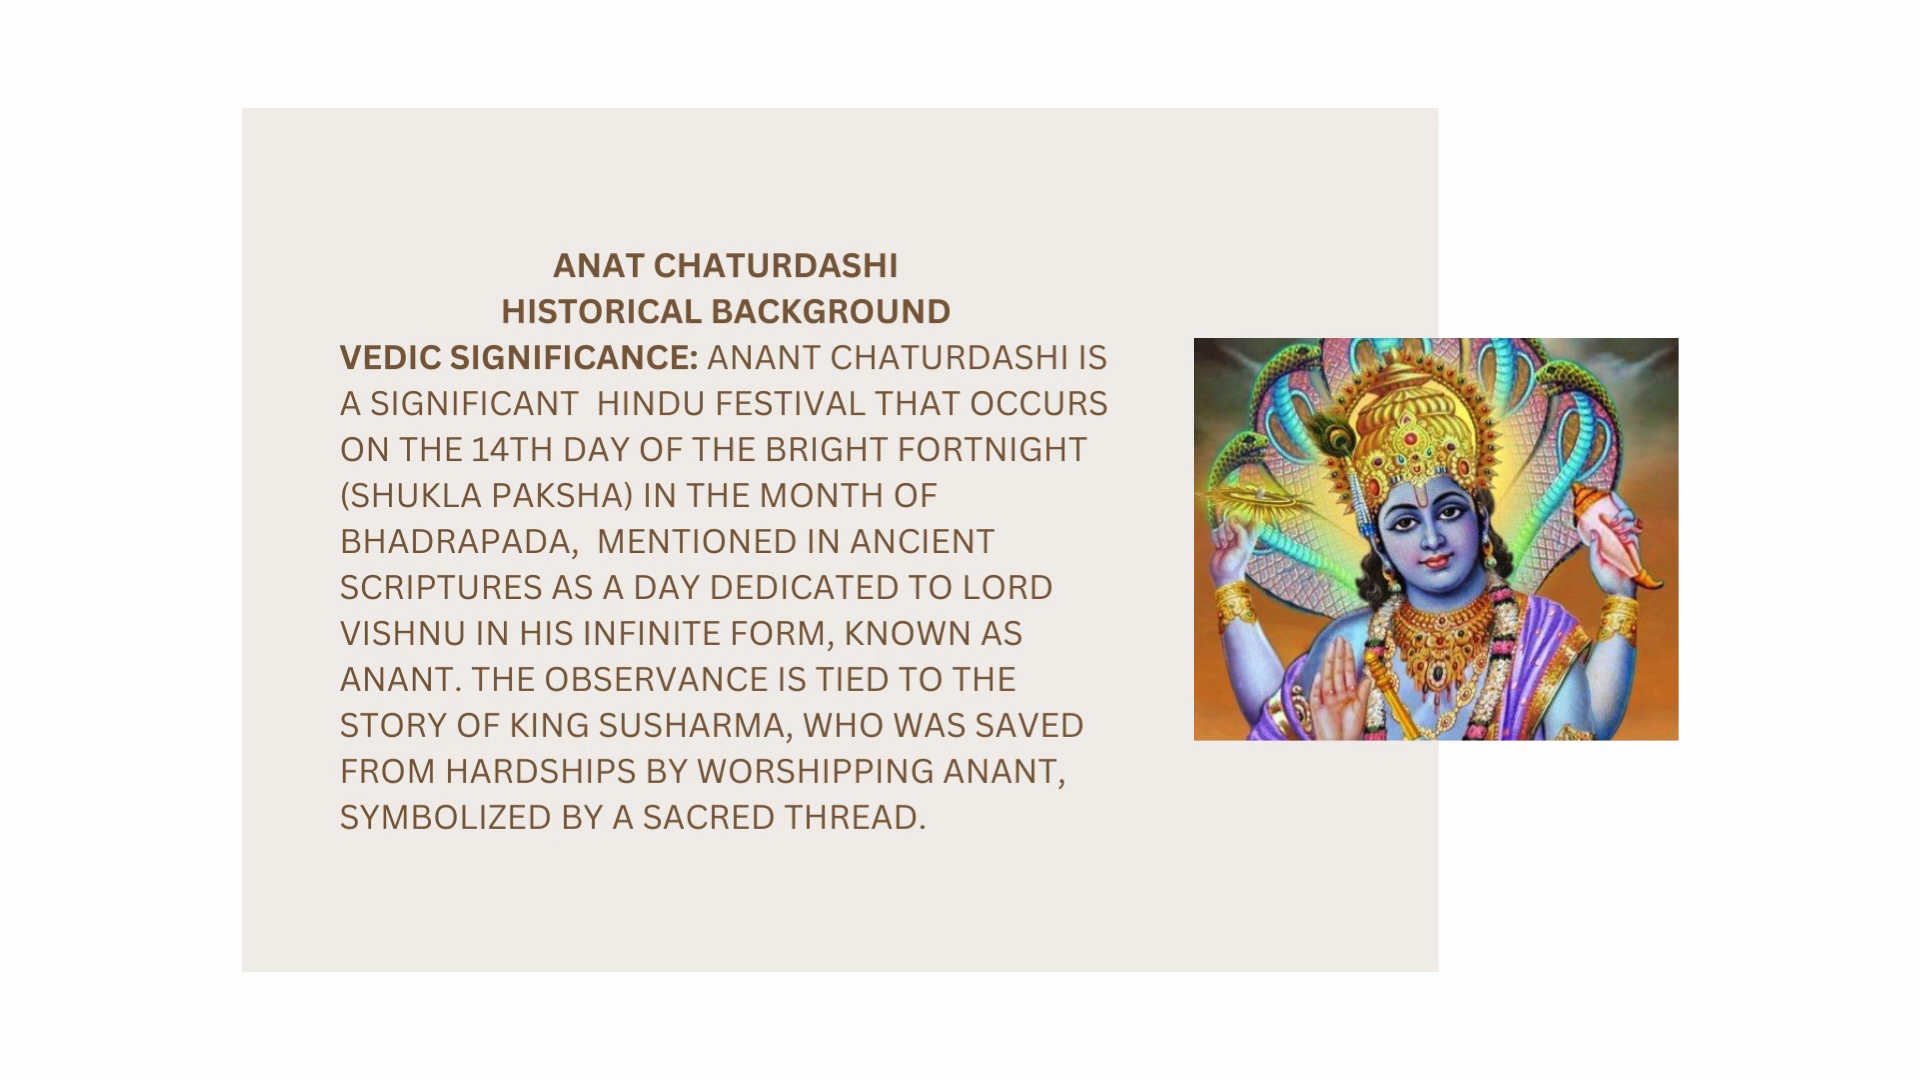 ANAT CHATURDASHI
HISTORICAL BACKGROUND
VEDIC SIGNIFICANCE: ANANT CHATURDASHI IS
A SIGNIFICANT  HINDU FESTIVAL THAT OCCURS
ON THE 14TH DAY OF THE BRIGHT FORTNIGHT
(SHUKLA PAKSHA) IN THE MONTH OF
BHADRAPADA,  MENTIONED IN ANCIENT
SCRIPTURES AS A DAY DEDICATED TO LORD
VISHNU IN HIS INFINITE FORM, KNOWN AS
ANANT. THE OBSERVANCE IS TIED TO THE
STORY OF KING SUSHARMA, WHO WAS SAVED
FROM HARDSHIPS BY WORSHIPPING ANANT,
SYMBOLIZED BY A SACRED THREAD.